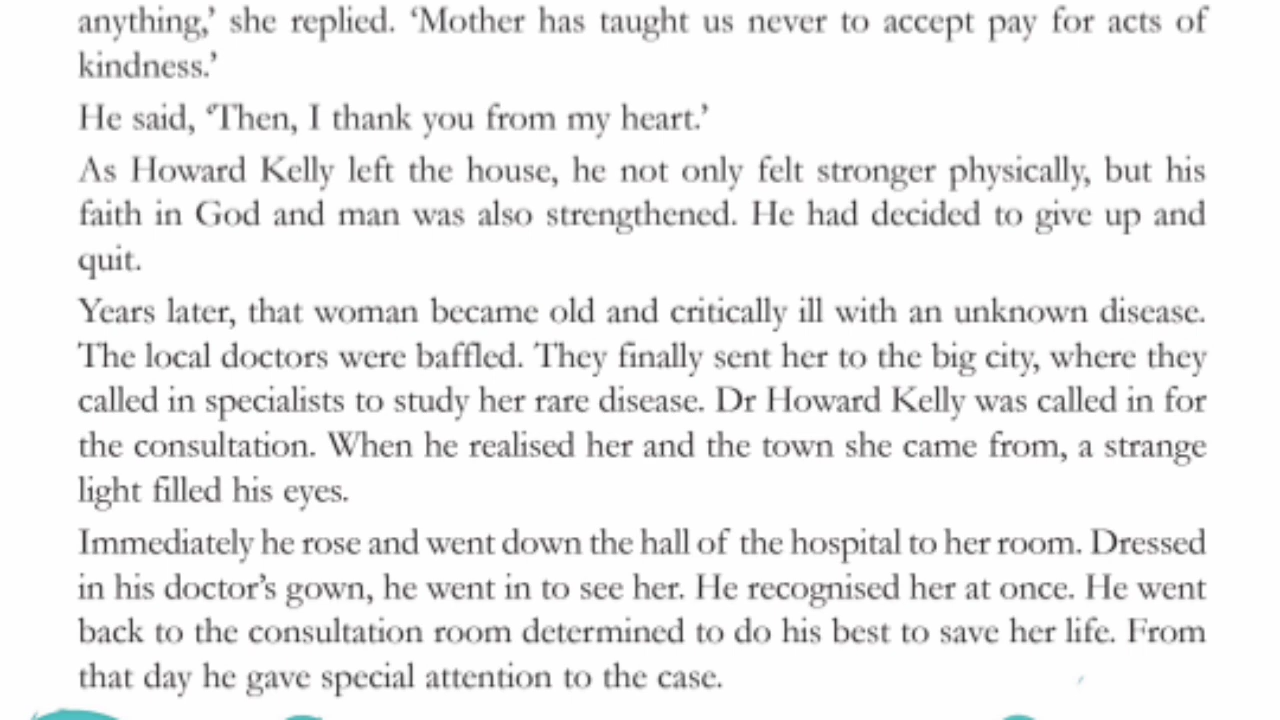 anything,’ she replied. ‘Mother has taught us never to accept pay for acts of
kindness.’
He said, ‘Then, I thank you from my heart.’
As Howard Kelly left the house, he not only felt stronger physically, but his
faith in God and man was also strengthened. He had decided to give up and
quit.
Years later, that woman became old and critically ill with an unknown disease.
The local doctors were baffled. They finally sent her to the big city, where they
called in specialists to study her rare disease. Dr Howard Kelly was called in for
the consultation. When he realised her and the town she came from, a strange
light filled his eyes.
Immediately he rose and went down the hall of the hospital to her room. Dressed
in his doctor’s gown, he went in to see her. He recognised her at once. He went
back to the consultation room determined to do his best to save her life. From
that day he gave special attention to the case.